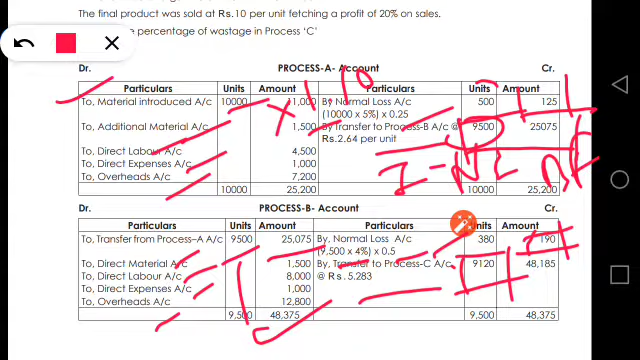 The final product was sold at Rs.10 per unit fetching a profit of 20% on sales.
the percentage of wastage in Process 'C'
Dr. PROCESS-A- Account Cr.
Particulars Units Amount Particulars Units Amount
To, Material introduced A/c 10000 11,000 By Normal Loss A/c 500 125
(10000 x 5%) x 0.25
To, Additional Material A/c 1,500 By Transfer to Process-B A/c @ 9500 25075
Rs.2.64 per unit
To, Direct Labour A/c 4,500
To, Direct Expenses A/c 1,000
To, Overheads A/c 7,200
10000 25,200 10000 25,200
Dr. PROCESS-B- Account Cr.
Particulars Units Amount Particulars Units Amount
To, Transfer from Process–A A/c 9500 25,075 By, Normal Loss A/c 380 190
(9,500 x 4%) x 0.5
To, Direct Material A/c 1,500 By, Transfer to Process-C A/c 9120 48,185
To, Direct Labour A/c 8,000 @ Rs. 5.283
To, Direct Expenses A/c 1,000
To, Overheads A/c 12,800
9,500 48,375 9,500 48,375